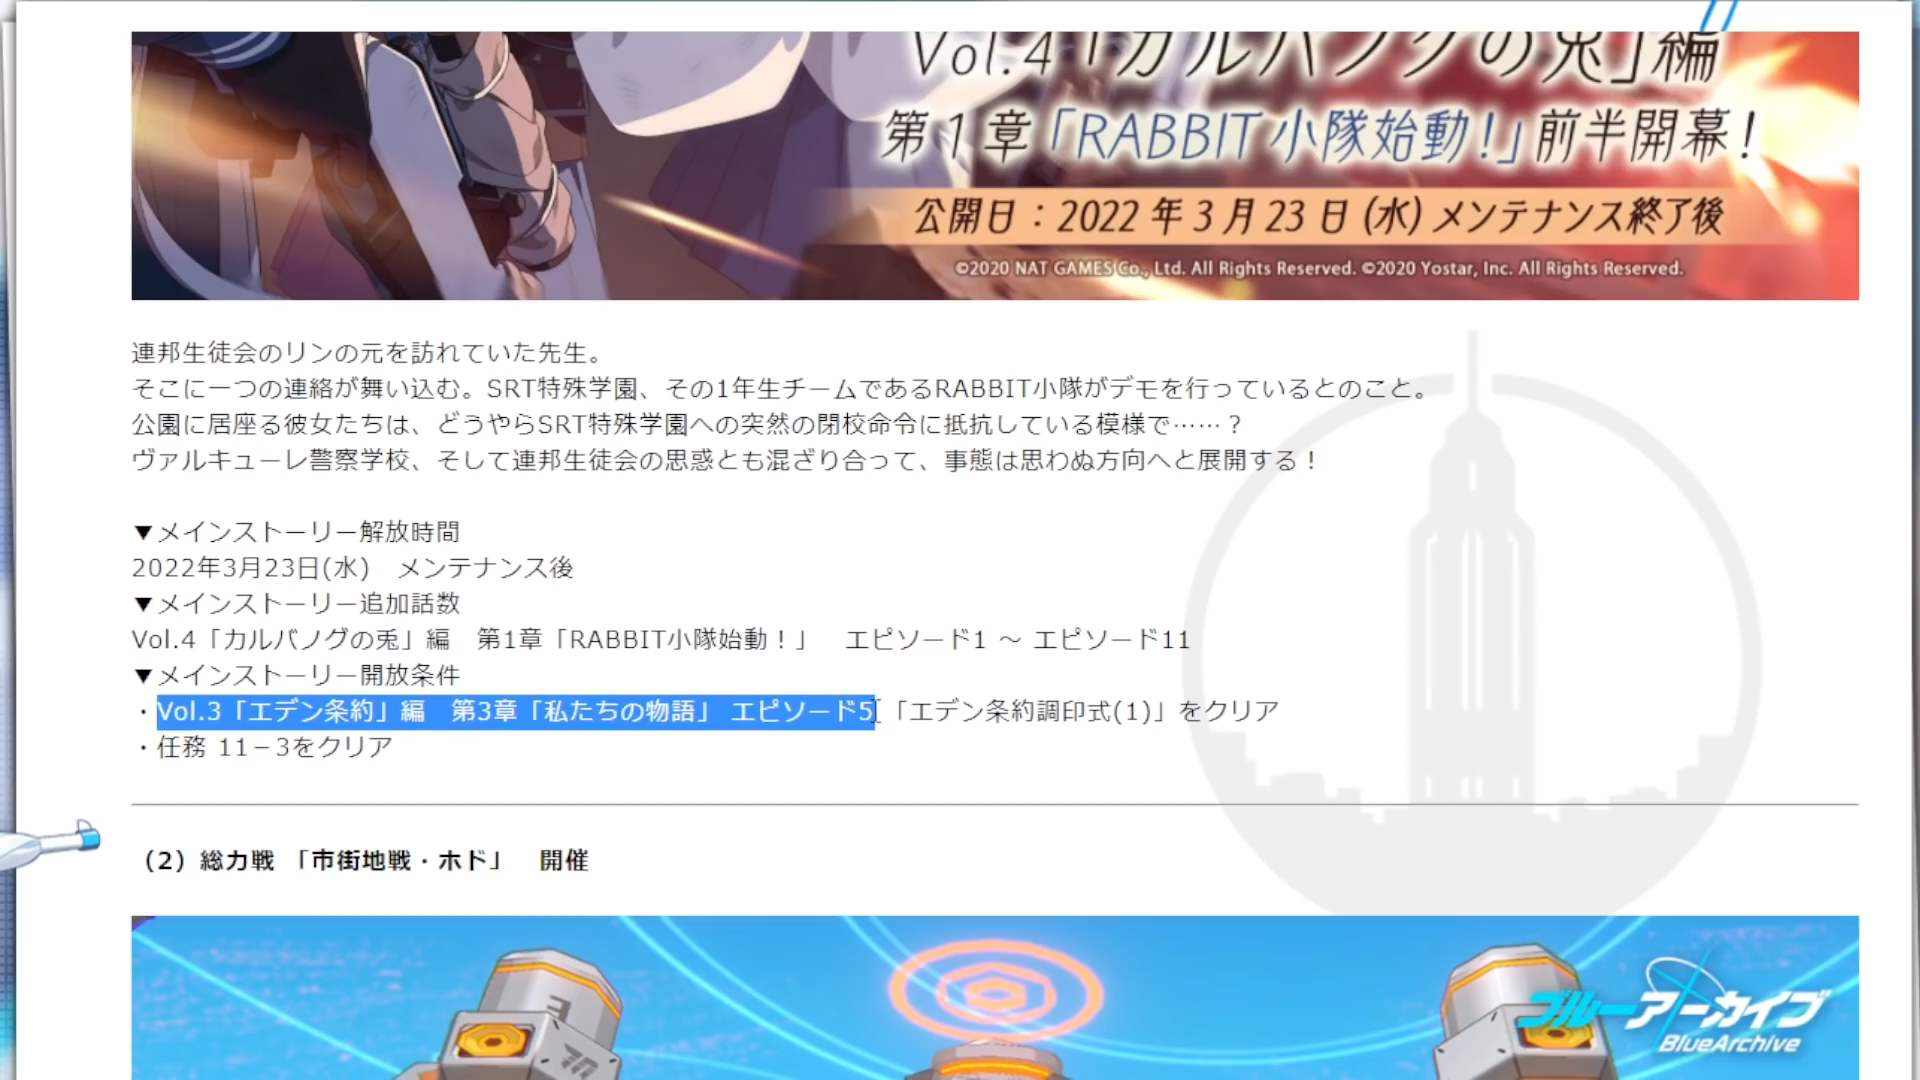 Vol.4「カルバノグの兎」編
第1章「RABBIT小隊始動!」前半開幕!
公開日:2022年3月23日(水)メンテナンス終了後
©2020 NAT GAMES Co., Ltd. All Rights Reserved. ©2020 Yostar, Inc. All Rights Reserved.
連邦生徒会のリンの元を訪れていた先生。
そこに一つの連絡が舞い込む。SRT特殊学園、その1年生チームであるRABBIT小隊がデモを行っているとのこと。
公園に居座る彼女たちは、どうやらSRT特殊学園への突然の閉校命令に抵抗している模様で……？
ヴァルキューレ警察学校、そして連邦生徒会の思惑とも混ざり合って、事態は思わぬ方向へと展開する！
▼メインストーリー解放時間
2022年3月23日(水)　メンテナンス後
▼メインストーリー追加話数
Vol.4「カルバノグの兎」編　第1章「RABBIT小隊始動！」　エピソード1 ～ エピソード11
▼メインストーリー開放条件
・Vol.3「エデン条約」編　第3章「私たちの物語」 エピソード5「エデン条約調印式(1)」をクリア
・任務 11－3をクリア
（2）総力戦 「市街地戦・ホド」　開催
ブルーアーカイブ
BlueArchive